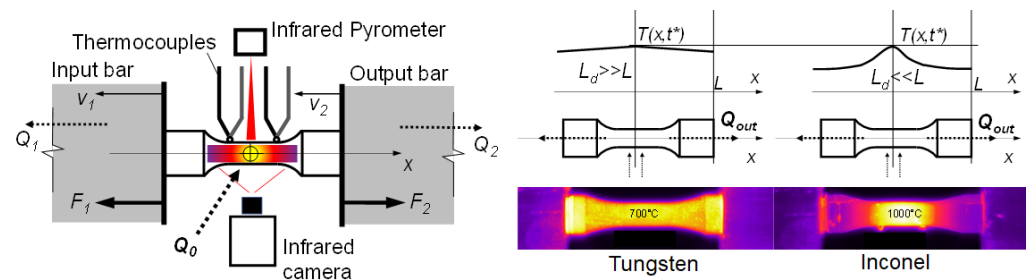 Infrared Pyrometer
Thermocouples
Input bar
Output bar
v1
v2
Q1
Q2
x
F1
F2
Q0
Infrared
camera
T(x,t*)
T(x,t*)
Ld>>L
Ld<<L
L
x
L
x
Qout
Qout
x
x
700°C
1000°C
Tungsten
Inconel